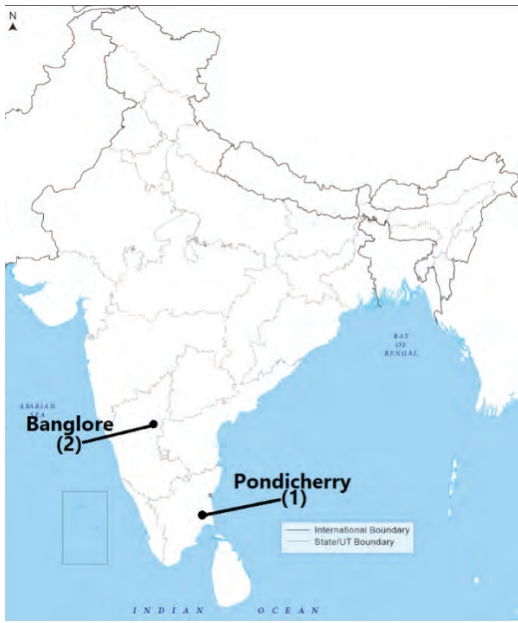 N
BAY
OF
BENGAL
ARABIAN
SEA
Banglore
(2)
Pondicherry
(1)
International Boundary
State/UT Boundary
INDIAN OCEAN